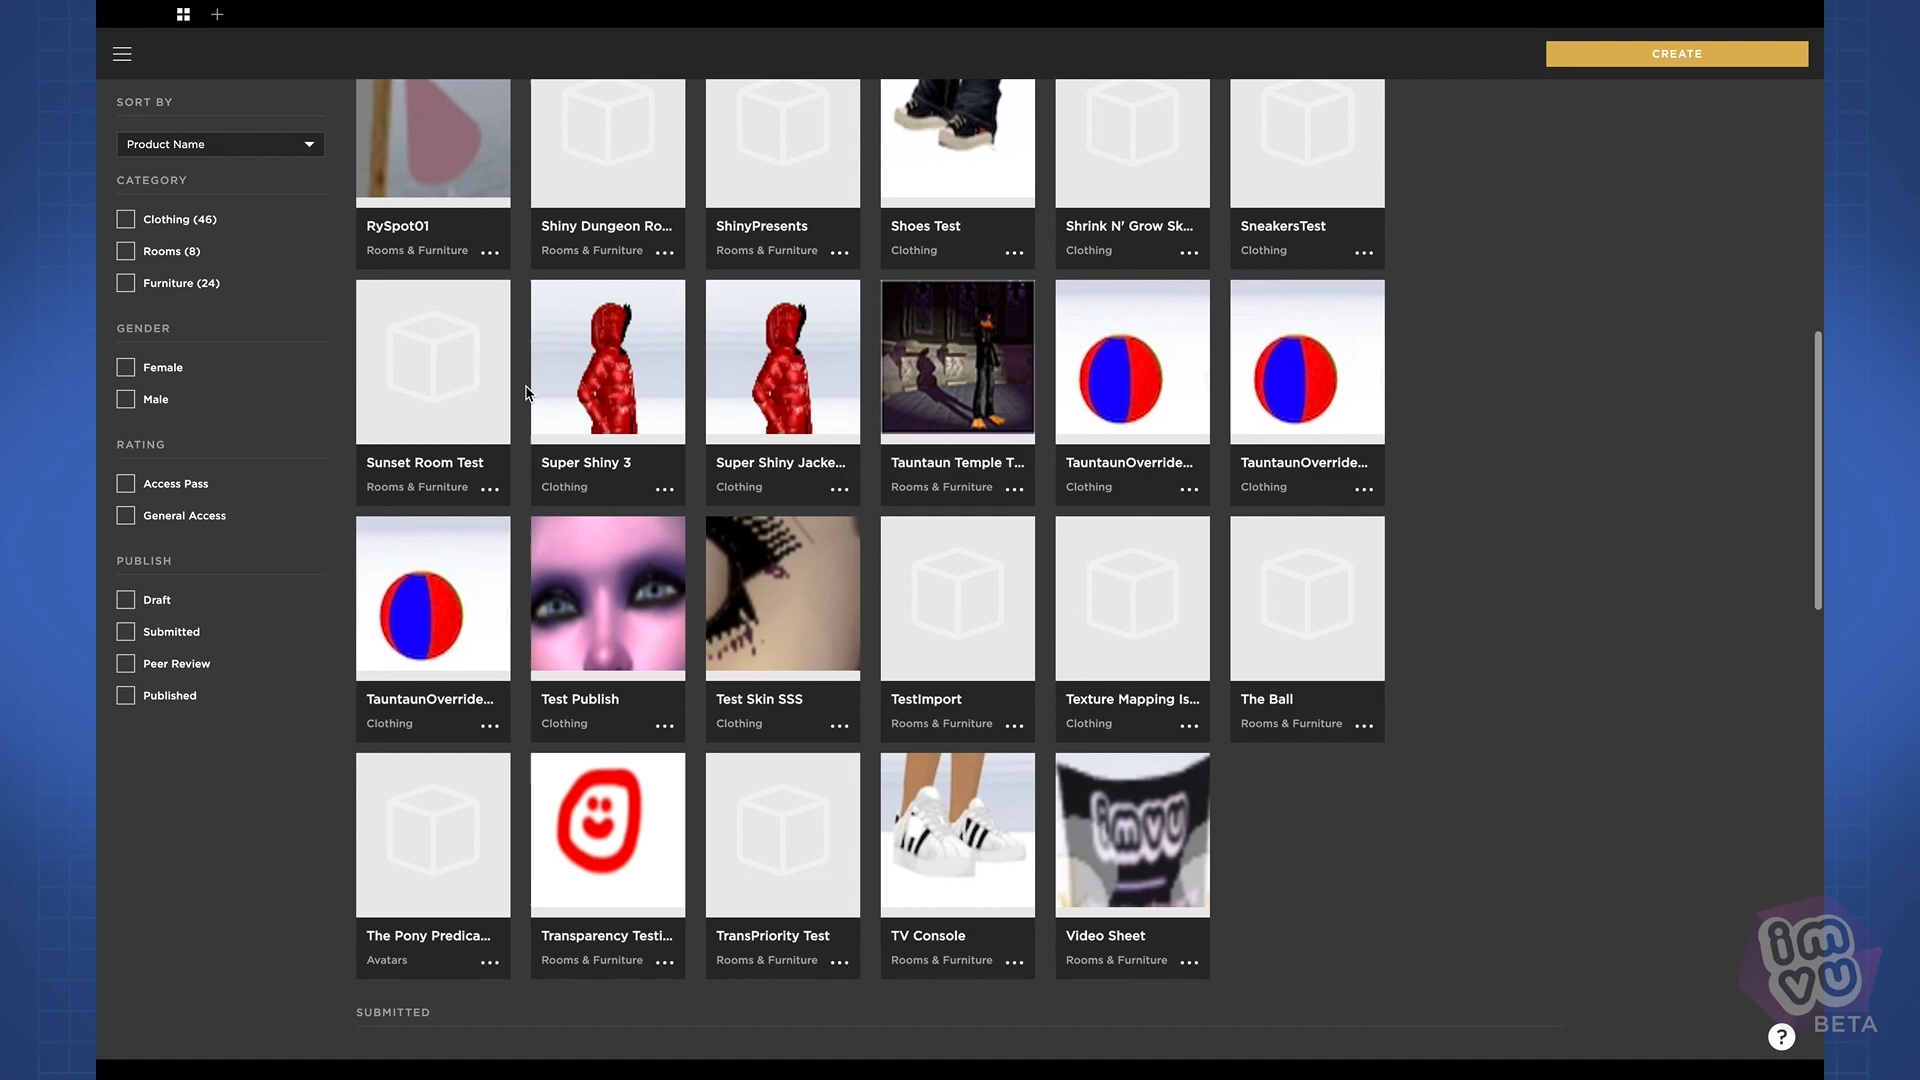 CREATE
SORT BY
Product Name
CATEGORY
Clothing (46)
Rooms (8)
Furniture (24)
GENDER
Female
Male
RATING
Access Pass
General Access
PUBLISH
Draft
Submitted
Peer Review
Published
RySpot01
Rooms & Furniture
Shiny Dungeon Ro...
Rooms & Furniture
ShinyPresents
Rooms & Furniture
Shoes Test
Clothing
Shrink N' Grow Sk...
Clothing
SneakersTest
Clothing
Sunset Room Test
Rooms & Furniture
Super Shiny 3
Clothing
Super Shiny Jacke...
Clothing
Tauntaun Temple T...
Rooms & Furniture
TauntaunOverride...
Clothing
TauntaunOverride...
Clothing
TauntaunOverride...
Clothing
Test Publish
Clothing
Test Skin SSS
Clothing
TestImport
Rooms & Furniture
Texture Mapping Is...
Clothing
The Ball
Rooms & Furniture
The Pony Predica...
Avatars
Transparency Testi...
Rooms & Furniture
TransPriority Test
Rooms & Furniture
TV Console
Rooms & Furniture
imvu
Video Sheet
Rooms & Furniture
SUBMITTED
imvu
BETA
?